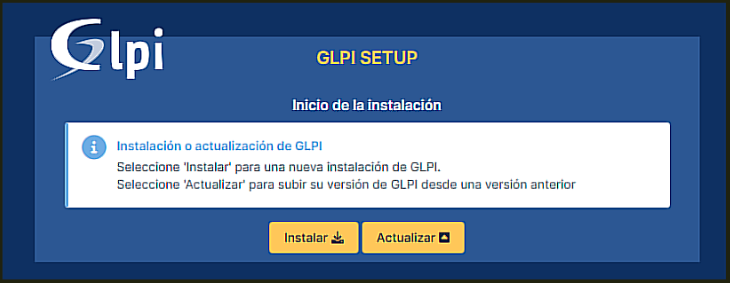 Glpi
GLPI SETUP
Inicio de la instalación
Instalación o actualización de GLPI
Seleccione 'Instalar' para una nueva instalación de GLPI.
Seleccione 'Actualizar' para subir su versión de GLPI desde una versión anterior
Instalar
Actualizar